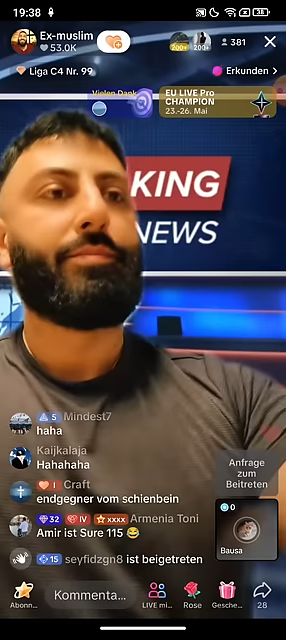 19:38
38
Ex-muslim
53.0K
200+
200+
381
Liga C4 Nr. 99
Erkunden >
Vielen Dank
EU LIVE Pro
CHAMPION
23.-26. Mai
KING
NEWS
5 Mindest7
haha
Kaijkalaja
Hahahaha
I Craft
endgegner vom schienbein
32 IV xxxx Armenia Toni
Amir ist Sure 115 😂
15 seyfidzgn8 ist beigetreten
Anfrage
zum
Beitreten
0
Bausa
Abonn...
Kommenta...
LIVE mi...
Rose
Gesche...
28